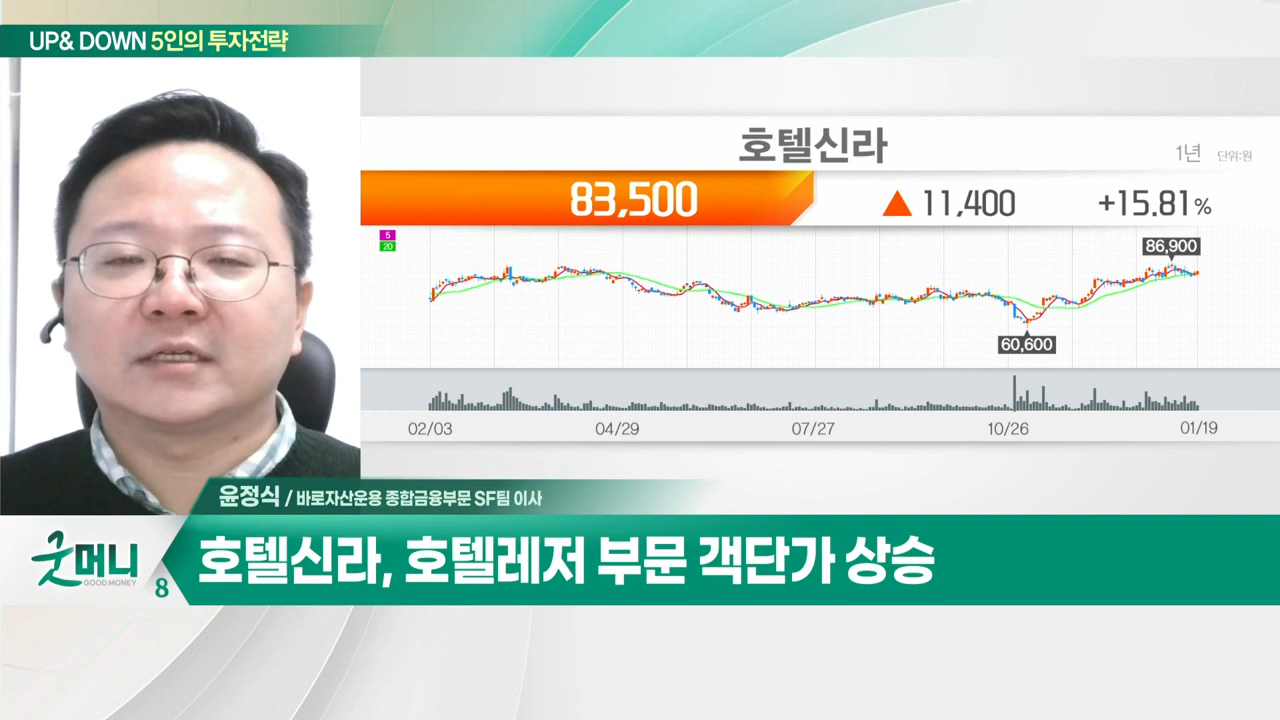 UP& DOWN 5인의 투자전략
호텔신라
1년 단위:원
83,500 ▲ 11,400 +15.81%
5
20
86,900
60,600
02/03 04/29 07/27 10/26 01/19
윤정식 / 바로자산운용 종합금융부문 SF팀 이사
굿머니
GOOD MONEY
8
호텔신라, 호텔레저 부문 객단가 상승